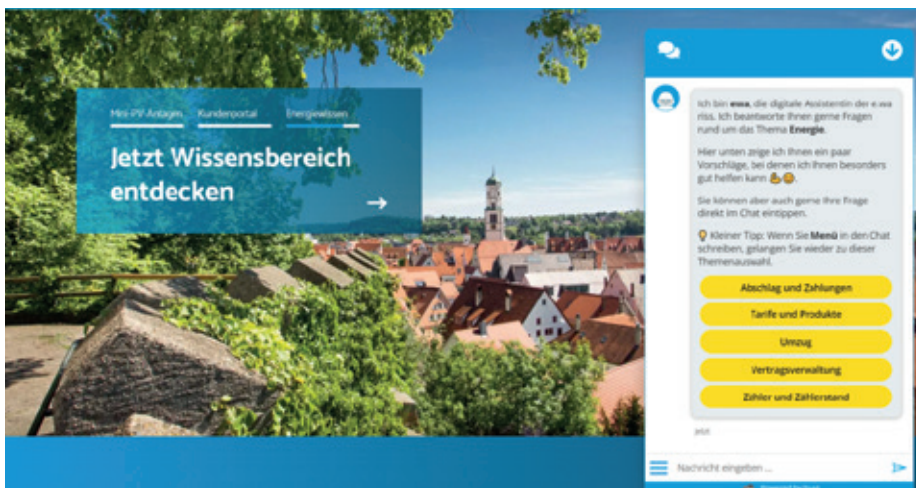 Mini-PV-Anlagen Kundenportal Energiewissen
Jetzt Wissensbereich
entdecken
Ich bin ewa, die digitale Assistentin der e.wa
riss. Ich beantworte Ihnen gerne Fragen
rund um das Thema Energie.
Hier unten zeige ich Ihnen ein paar
Vorschläge, bei denen ich Ihnen besonders
gut helfen kann 💪😊.
Sie können aber auch gerne Ihre Frage
direkt im Chat eintippen.
💡 Kleiner Tipp: Wenn Sie Menü in den Chat
schreiben, gelangen Sie wieder zu dieser
Themenauswahl.
Abschlag und Zahlungen
Tarife und Produkte
Umzug
Vertragsverwaltung
Zähler und Zählerstand
jetzt
Nachricht eingeben ...